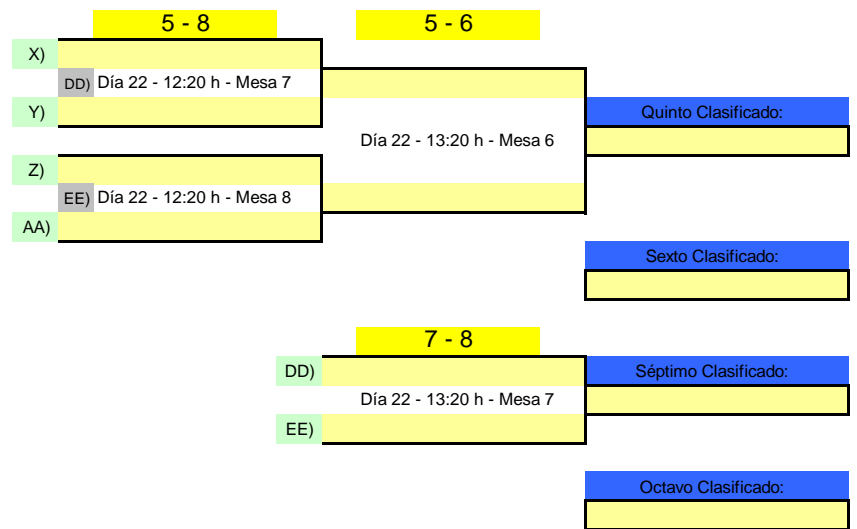 5 - 8
5 - 6
X)
DD) Día 22 - 12:20 h - Mesa 7
Y)
Quinto Clasificado:
Día 22 - 13:20 h - Mesa 6
Z)
EE) Día 22 - 12:20 h - Mesa 8
AA)
Sexto Clasificado:
7 - 8
DD)
Séptimo Clasificado:
Día 22 - 13:20 h - Mesa 7
EE)
Octavo Clasificado: